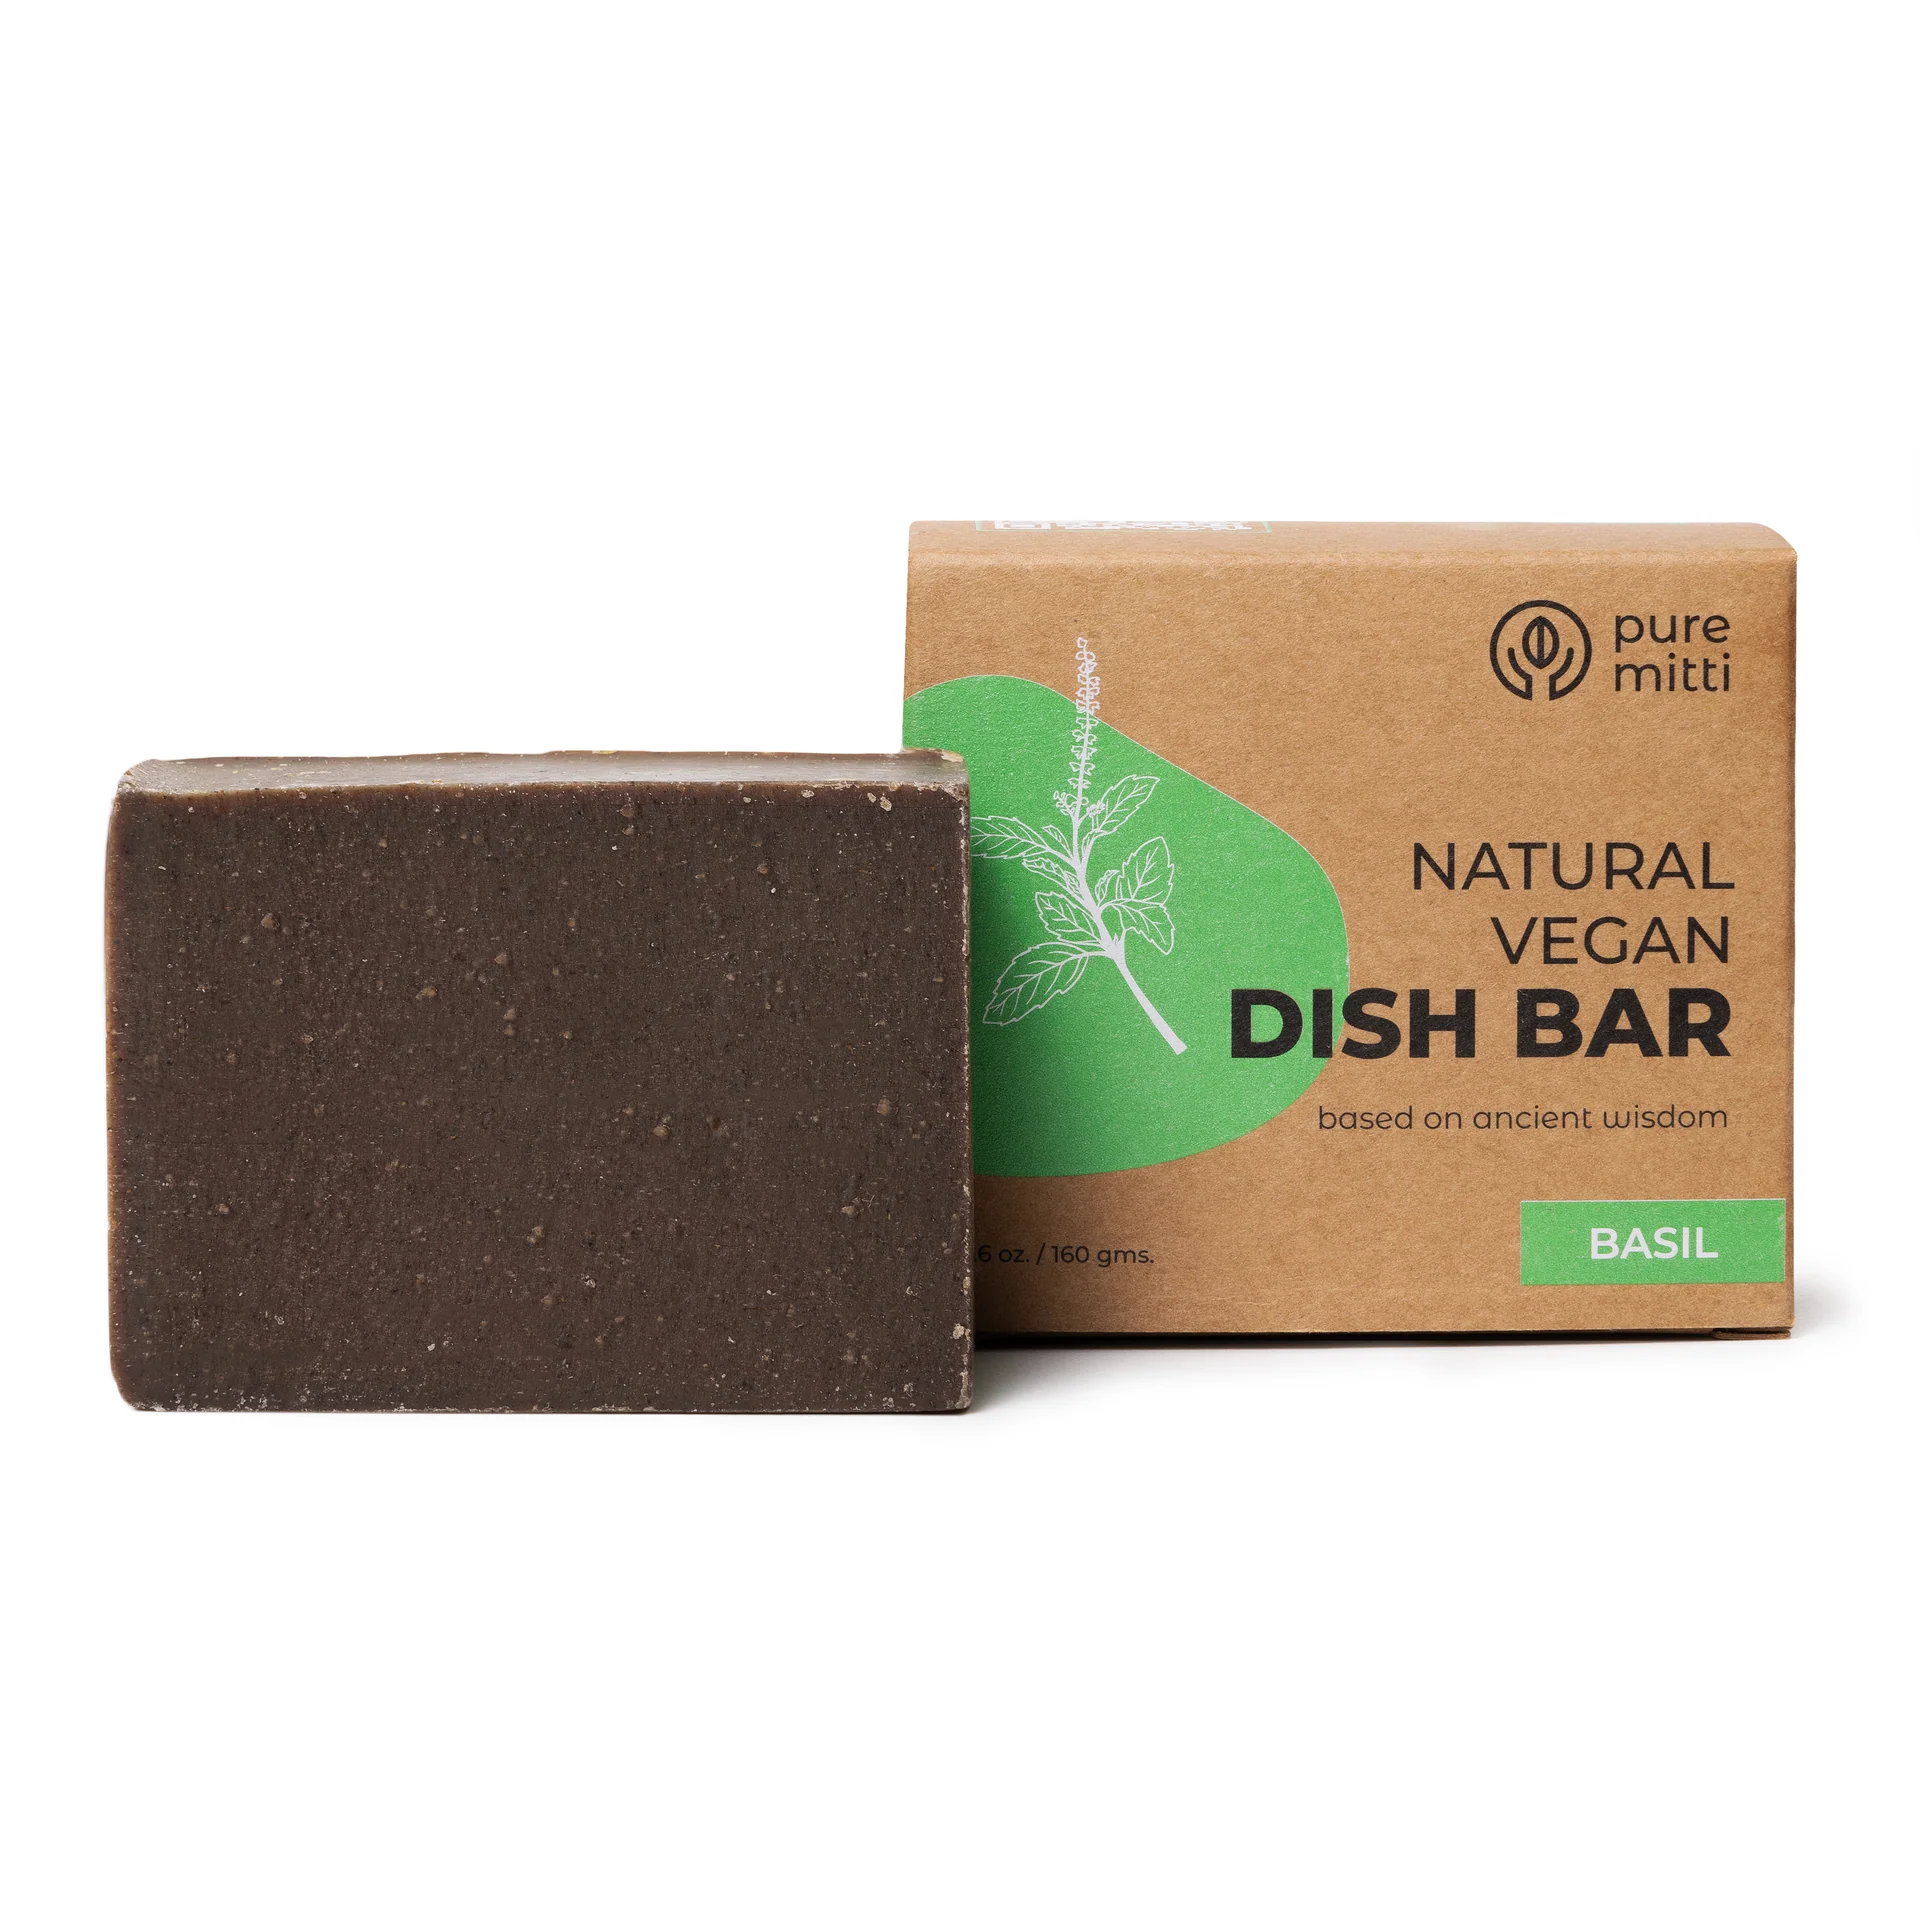 pure
mitti
NATURAL
VEGAN
DISH BAR
based on ancient wisdom
.6 oz. / 160 gms.
BASIL